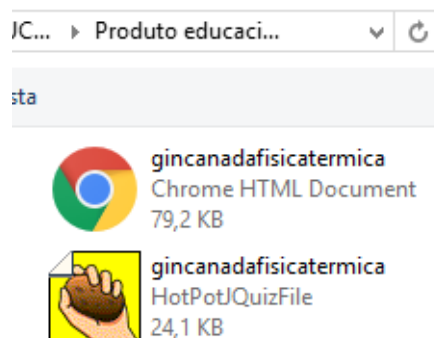 JC... ▸ Produto educaci...
sta
gincanadafisicatermica
Chrome HTML Document
79,2 KB
gincanadafisicatermica
HotPotJQuizFile
24,1 KB